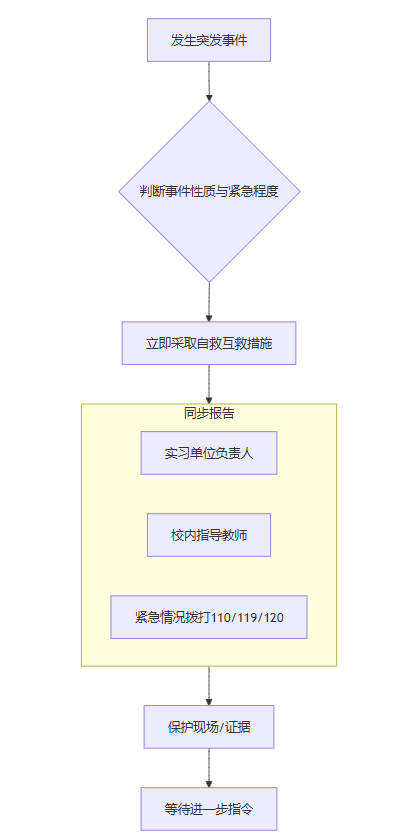 发生突发事件
判断事件性质与紧急程度
立即采取自救互救措施
同步报告
实习单位负责人
校内指导教师
紧急情况拨打110/119/120
保护现场/证据
等待进一步指令